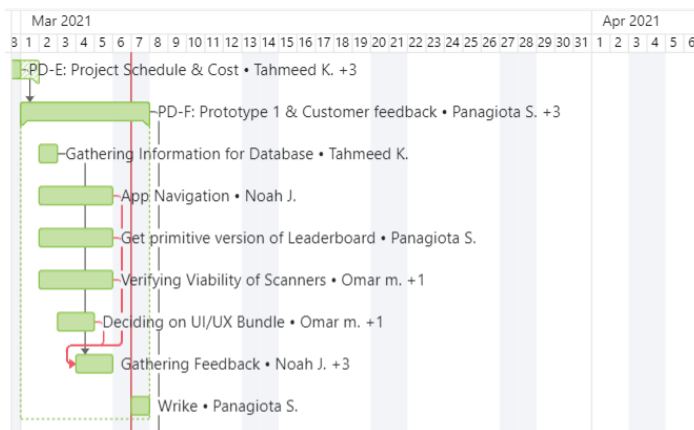 Mar 2021 Apr 2021
1 2 3 4 5 6 7 8 9 10 11 12 13 14 15 16 17 18 19 20 21 22 23 24 25 26 27 28 29 30 31 1 2 3 4 5 6
PD-E: Project Schedule & Cost • Tahmeed K. +3
PD-F: Prototype 1 & Customer feedback • Panagiota S. +3
Gathering Information for Database • Tahmeed K.
App Navigation • Noah J.
Get primitive version of Leaderboard • Panagiota S.
Verifying Viability of Scanners • Omar m. +1
Deciding on UI/UX Bundle • Omar m. +1
Gathering Feedback • Noah J. +3
Wrike • Panagiota S.